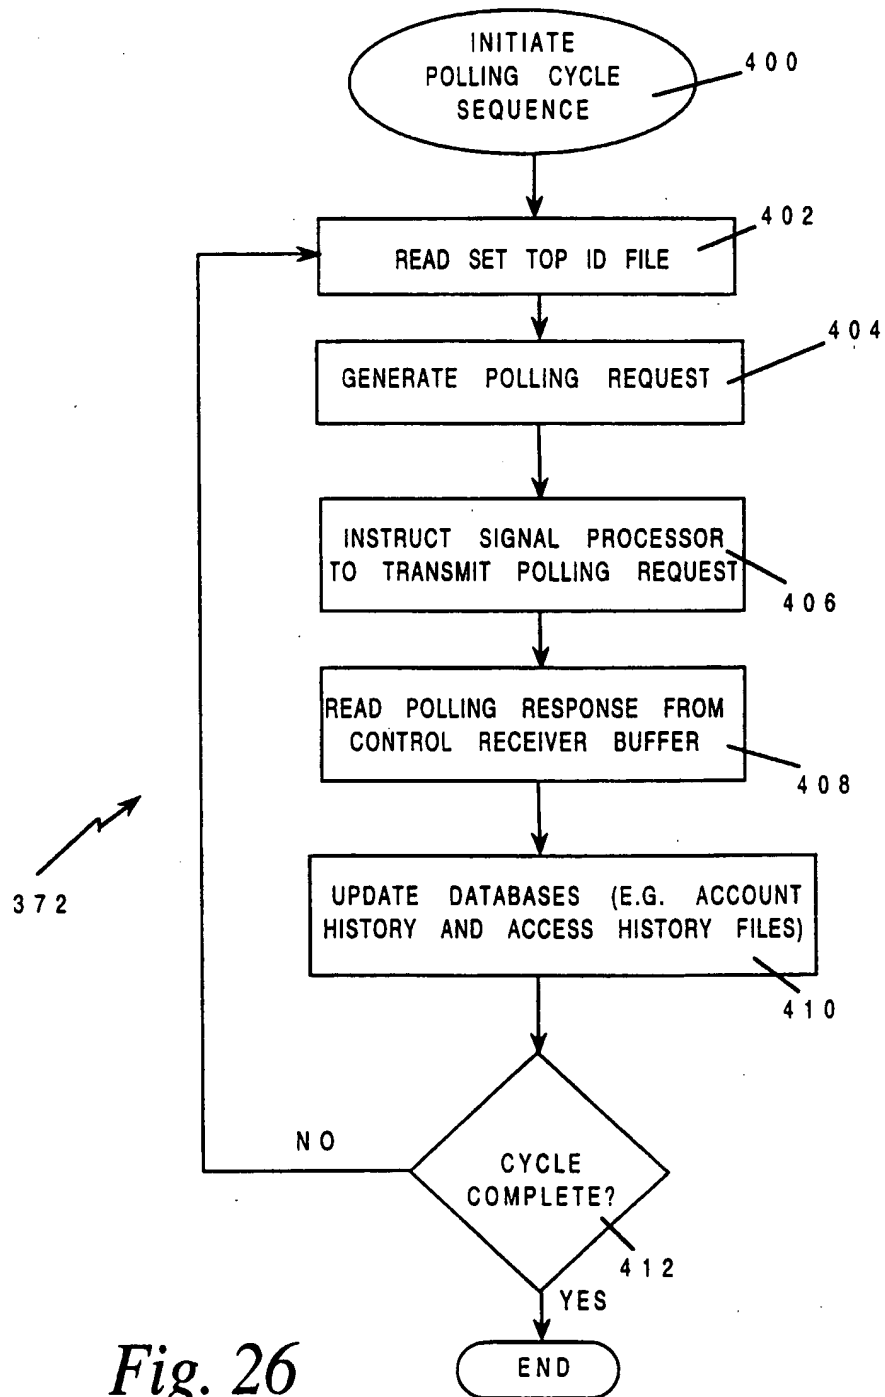 INITIATE
POLLING CYCLE
SEQUENCE
400
402
READ SET TOP ID FILE
404
GENERATE POLLING REQUEST
INSTRUCT SIGNAL PROCESSOR
TO TRANSMIT POLLING REQUEST
406
READ POLLING RESPONSE FROM
CONTROL RECEIVER BUFFER
408
372
UPDATE DATABASES (E.G. ACCOUNT
HISTORY AND ACCESS HISTORY FILES)
410
NO
CYCLE
COMPLETE?
412
YES
END
Fig. 26